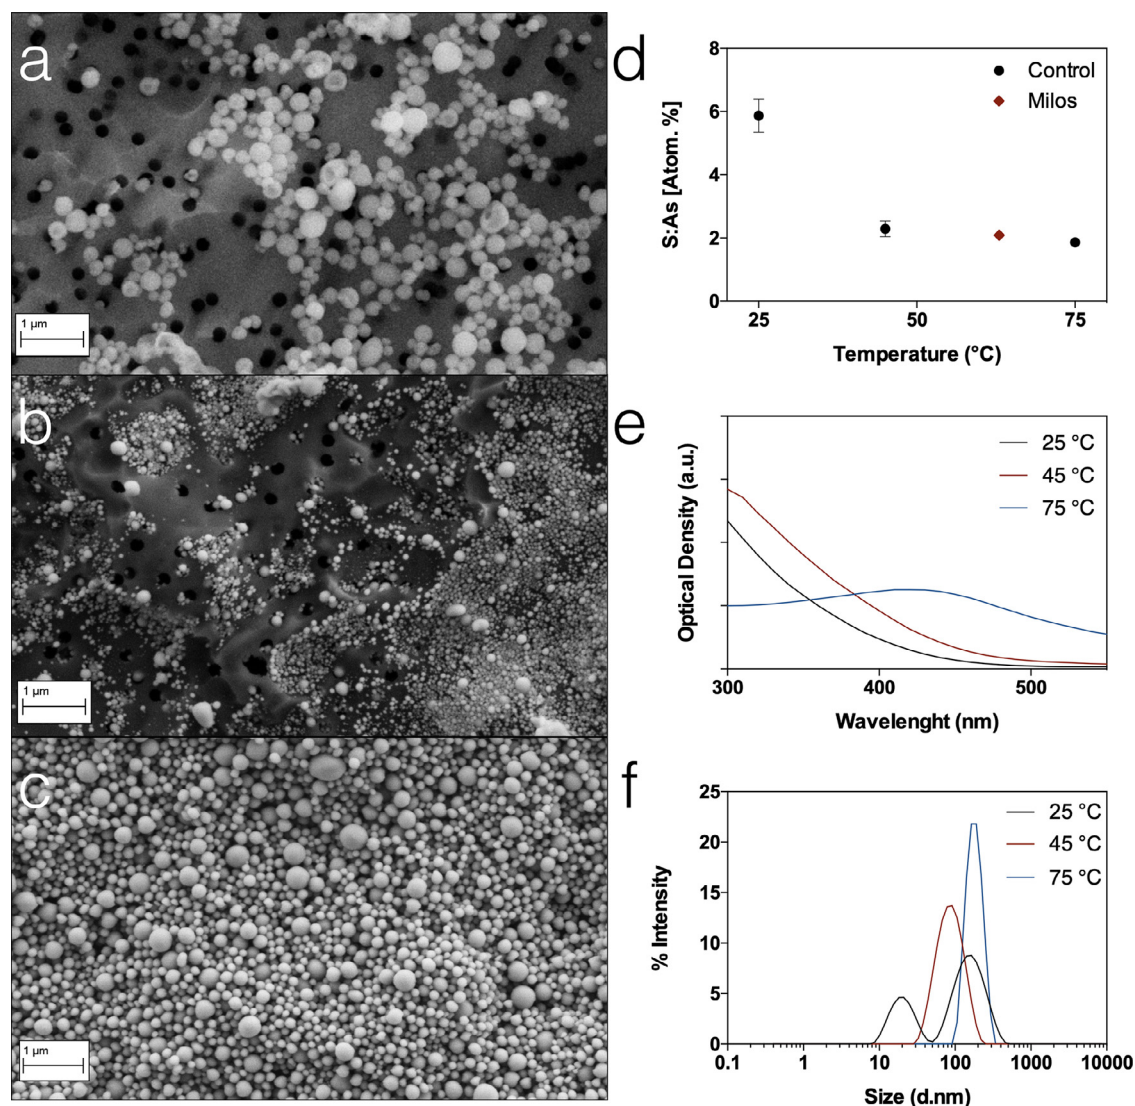 a
1 µm
b
1 µm
c
1 µm
d
8
6
4
2
0
S:As [Atom. %]
Control
Milos
25 50 75
Temperature (°C)
e
Optical Density (a.u.)
25 °C
45 °C
75 °C
300 400 500
Wavelenght (nm)
f
25
20
15
10
5
0
% Intensity
25 °C
45 °C
75 °C
0.1 1 10 100 1000 10000
Size (d.nm)